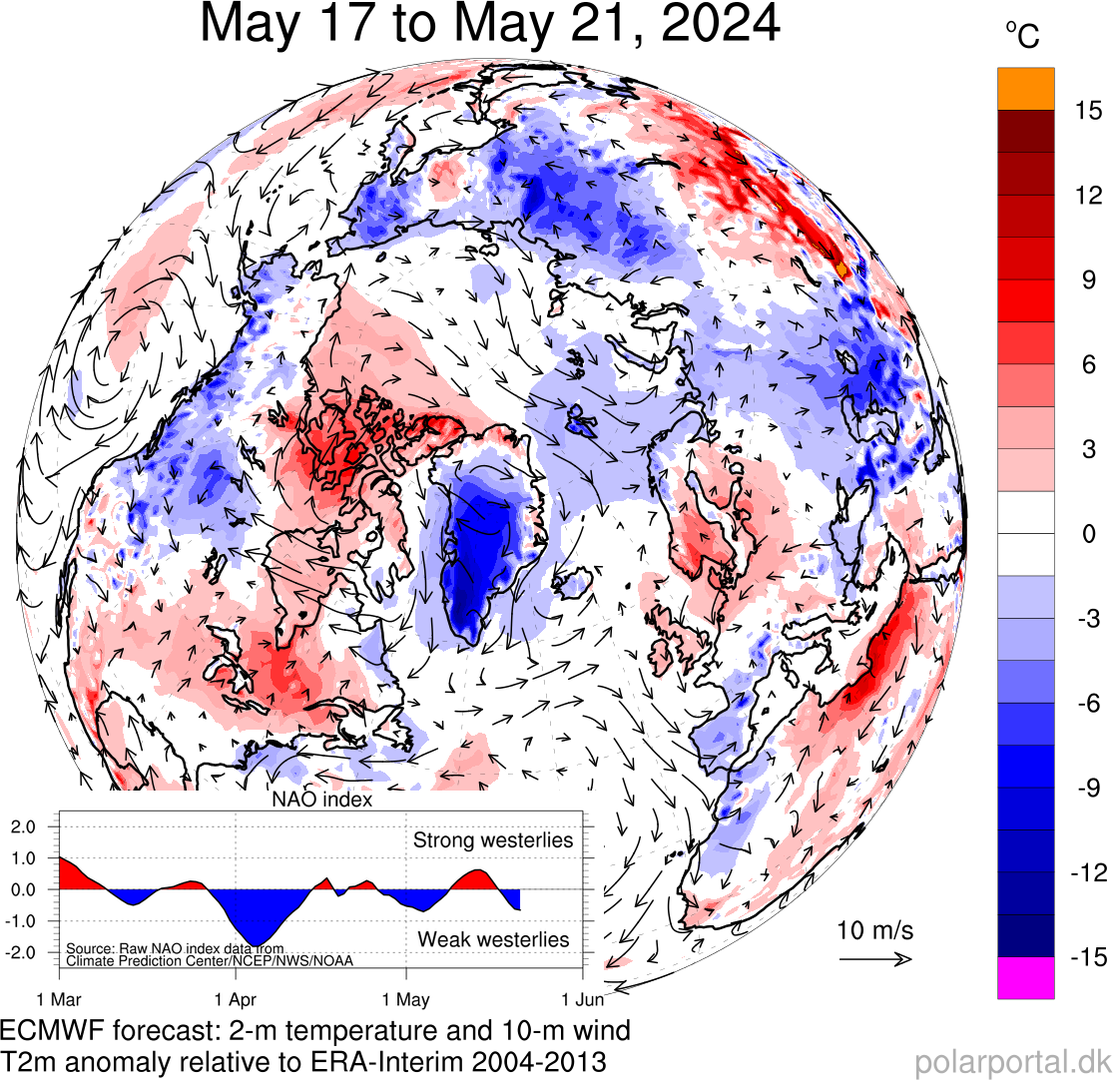 May 17 to May 21, 2024
°C
15
12
9
6
3
0
-3
-6
-9
-12
-15
10 m/s
NAO index
2.0
1.0
0.0
-1.0
-2.0
Strong westerlies
Weak westerlies
Source: Raw NAO index data from
Climate Prediction Center/NCEP/NWS/NOAA
1 Mar
1 Apr
1 May
1 Jun
ECMWF forecast: 2-m temperature and 10-m wind
T2m anomaly relative to ERA-Interim 2004-2013
polarportal.dk